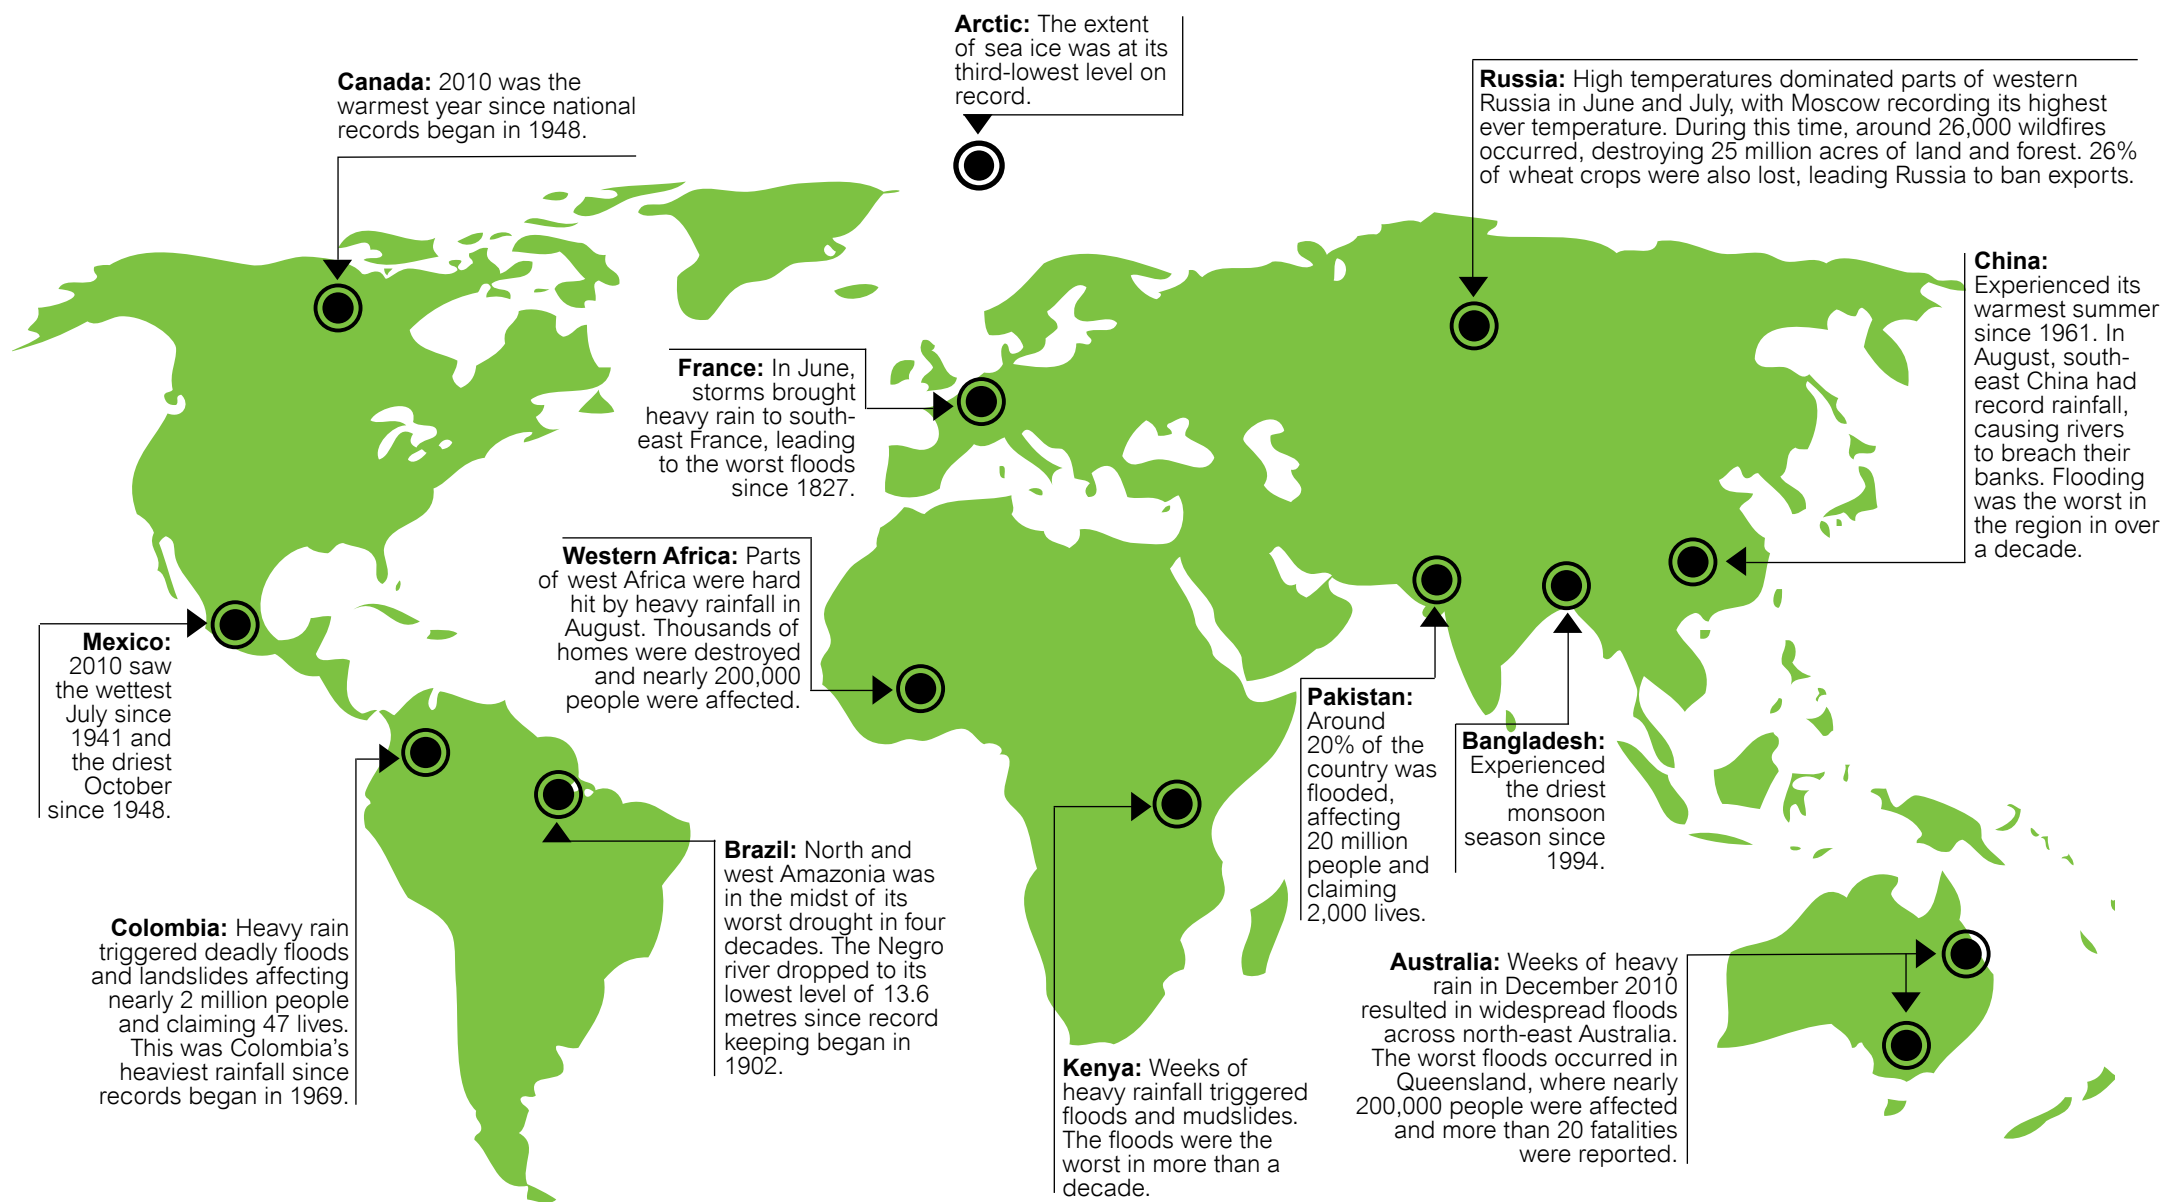 Arctic: The extent
of sea ice was at its
third-lowest level on
record.
Canada: 2010 was the
warmest year since national
records began in 1948.
Russia: High temperatures dominated parts of western
Russia in June and July, with Moscow recording its highest
ever temperature. During this time, around 26,000 wildfires
occurred, destroying 25 million acres of land and forest. 26%
of wheat crops were also lost, leading Russia to ban exports.
China:
Experienced its
warmest summer
since 1961. In
August, south-
east China had
record rainfall,
causing rivers
to breach their
banks. Flooding
was the worst in
the region in over
a decade.
France: In June,
storms brought
heavy rain to south-
east France, leading
to the worst floods
since 1827.
Western Africa: Parts
of west Africa were hard
hit by heavy rainfall in
August. Thousands of
homes were destroyed
and nearly 200,000
people were affected.
Mexico:
2010 saw
the wettest
July since
1941 and
the driest
October
since 1948.
Pakistan:
Around
20% of the
country was
flooded,
affecting
20 million
people and
claiming
2,000 lives.
Bangladesh:
Experienced
the driest
monsoon
season since
1994.
Brazil: North and
west Amazonia was
in the midst of its
worst drought in four
decades. The Negro
river dropped to its
lowest level of 13.6
metres since record
keeping began in
1902.
Colombia: Heavy rain
triggered deadly floods
and landslides affecting
nearly 2 million people
and claiming 47 lives.
This was Colombia's
heaviest rainfall since
records began in 1969.
Kenya: Weeks of
heavy rainfall triggered
floods and mudslides.
The floods were the
worst in more than a
decade.
Australia: Weeks of heavy
rain in December 2010
resulted in widespread floods
across north-east Australia.
The worst floods occurred in
Queensland, where nearly
200,000 people were affected
and more than 20 fatalities
were reported.